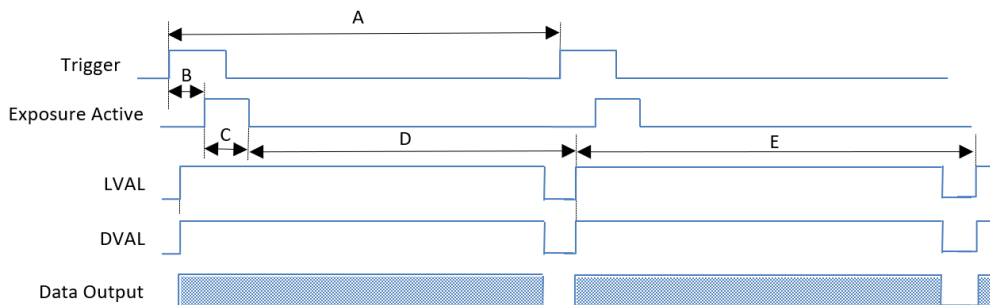 A
Trigger
B
Exposure Active
C
D
E
LVAL
DVAL
Data Output